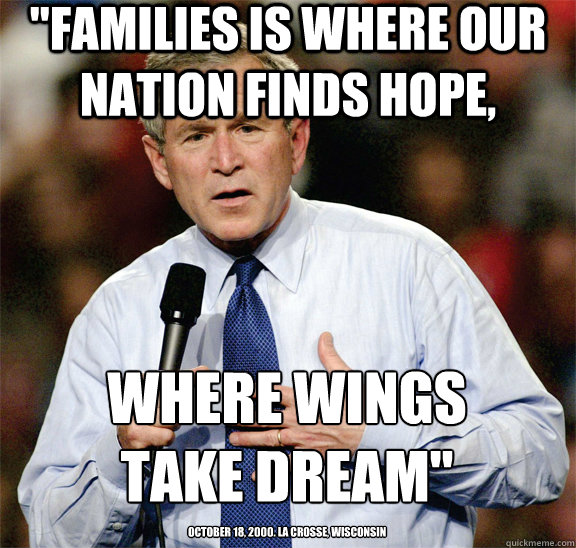 "FAMILIES IS WHERE OUR
NATION FINDS HOPE,
WHERE WINGS
TAKE DREAM"
OCTOBER 18, 2000. LA CROSSE, WISCONSIN
quickmeme.com